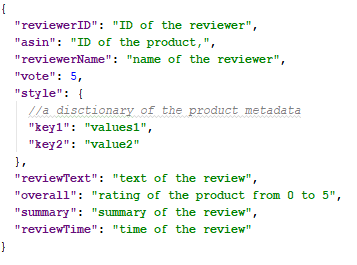 {
"reviewerID": "ID of the reviewer",
"asin": "ID of the product,",
"reviewerName": "name of the reviewer",
"vote": 5,
"style": {
//a disctionary of the product metadata
"key1": "values1",
"key2": "value2"
},
"reviewText": "text of the review",
"overall": "rating of the product from 0 to 5",
"summary": "summary of the review",
"reviewTime": "time of the review"
}